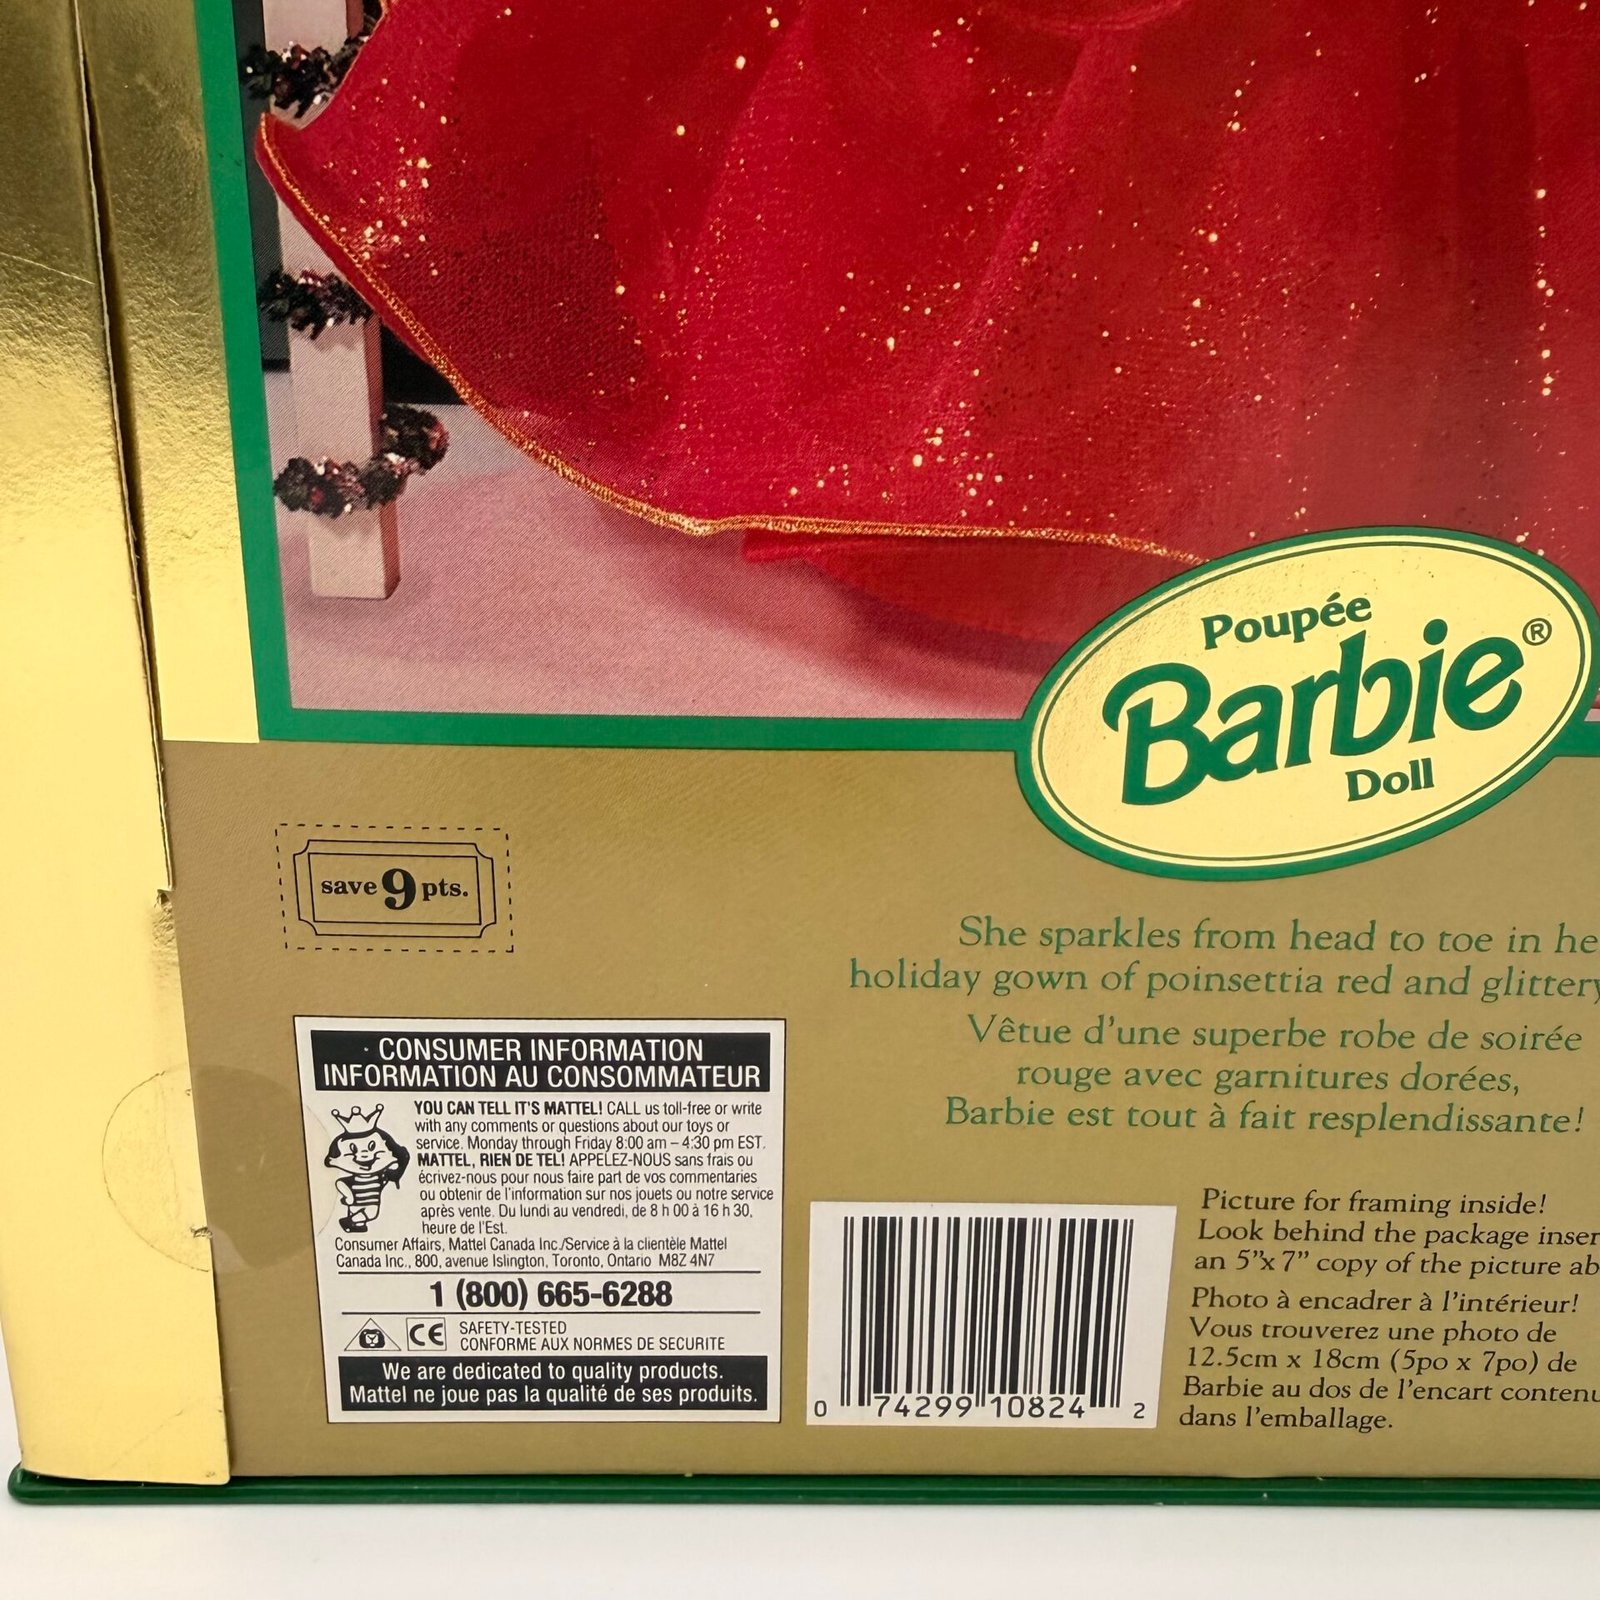 Poupée
Barbie®
Doll
save 9 pts.
She sparkles from head to toe in he
holiday gown of poinsettia red and glittery
Vêtue d'une superbe robe de soirée
rouge avec garnitures dorées,
Barbie est tout à fait resplendissante!
CONSUMER INFORMATION
INFORMATION AU CONSOMMATEUR
YOU CAN TELL IT'S MATTEL! CALL us toll-free or write
with any comments or questions about our toys or
service. Monday through Friday 8:00 am – 4:30 pm EST.
MATTEL, RIEN DE TEL! APPELEZ-NOUS sans frais ou
écrivez-nous pour nous faire part de vos commentaries
ou obtenir de l'information sur nos jouets ou notre service
après vente. Du lundi au vendredi, de 8 h 00 à 16 h 30,
heure de l'Est.
Consumer Affairs, Mattel Canada Inc./Service à la clientèle Mattel
Canada Inc., 800, avenue Islington, Toronto, Ontario M8Z 4N7
1 (800) 665-6288
CE SAFETY-TESTED
CONFORME AUX NORMES DE SECURITE
We are dedicated to quality products.
Mattel ne joue pas la qualité de ses produits.
0 74299 10824 2
Picture for framing inside!
Look behind the package inser
an 5"x 7" copy of the picture ab
Photo à encadrer à l'intérieur!
Vous trouverez une photo de
12.5cm x 18cm (5po x 7po) de
Barbie au dos de l'encart contenu
dans l'emballage.